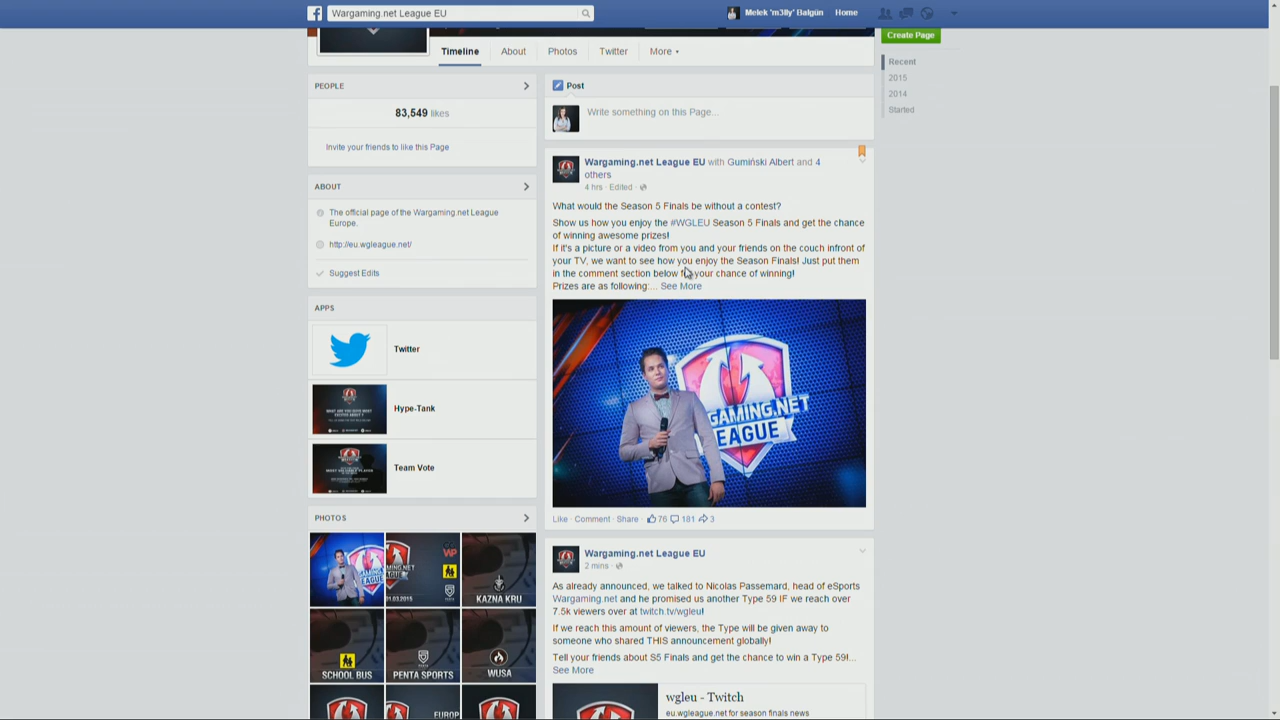 Wargaming.net League EU
Melek 'm3lly' Balgün Home
Create Page
Timeline About Photos Twitter More
Recent
2015
2014
Started
PEOPLE
83,549 likes
Invite your friends to like this Page
ABOUT
The official page of the Wargaming.net League
Europe.
http://eu.wgleague.net/
Suggest Edits
APPS
Twitter
Hype-Tank
Team Vote
PHOTOS
KAZNA KRU
SCHOOL BUS
PENTA SPORTS
WUSA
Post
Write something on this Page...
Wargaming.net League EU with Gumiński Albert and 4
others
4 hrs · Edited ·
What would the Season 5 Finals be without a contest?
Show us how you enjoy the #WGLEU Season 5 Finals and get the chance
of winning awesome prizes!
If it's a picture or a video from you and your friends on the couch infront of
your TV, we want to see how you enjoy the Season Finals! Just put them
in the comment section below for your chance of winning!
Prizes are as following:... See More
GAMING.NET
LEAGUE
Like · Comment · Share · 76 181 3
Wargaming.net League EU
2 mins ·
As already announced, we talked to Nicolas Passemard, head of eSports
Wargaming.net and he promised us another Type 59 IF we reach over
7.5k viewers over at twitch.tv/wgleu!
If we reach this amount of viewers, the Type will be given away to
someone who shared THIS announcement globally!
Tell your friends about S5 Finals and get the chance to win a Type 59!...
See More
wgleu - Twitch
eu.wgleague.net for season finals news